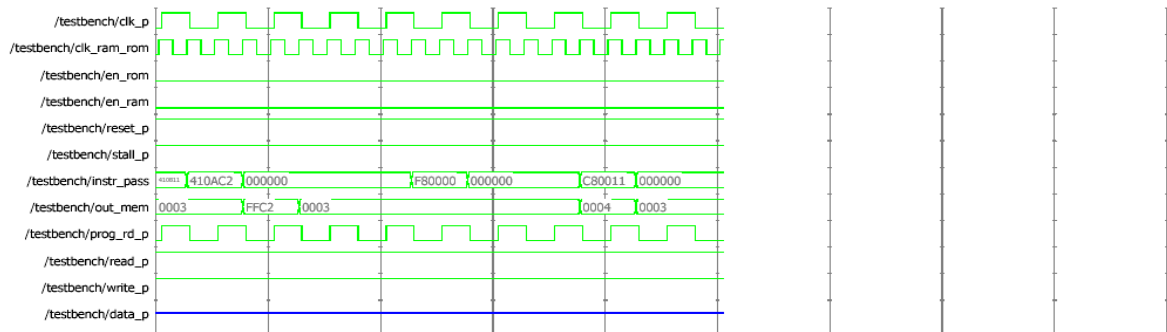 /testbench/clk_p
/testbench/clk_ram_rom
/testbench/en_rom
/testbench/en_ram
/testbench/reset_p
/testbench/stall_p
/testbench/instr_pass 410AC2 000000 F80000 000000 C80011 000000
/testbench/out_mem 0003 FFC2 0003 0004 0003
/testbench/prog_rd_p
/testbench/read_p
/testbench/write_p
/testbench/data_p